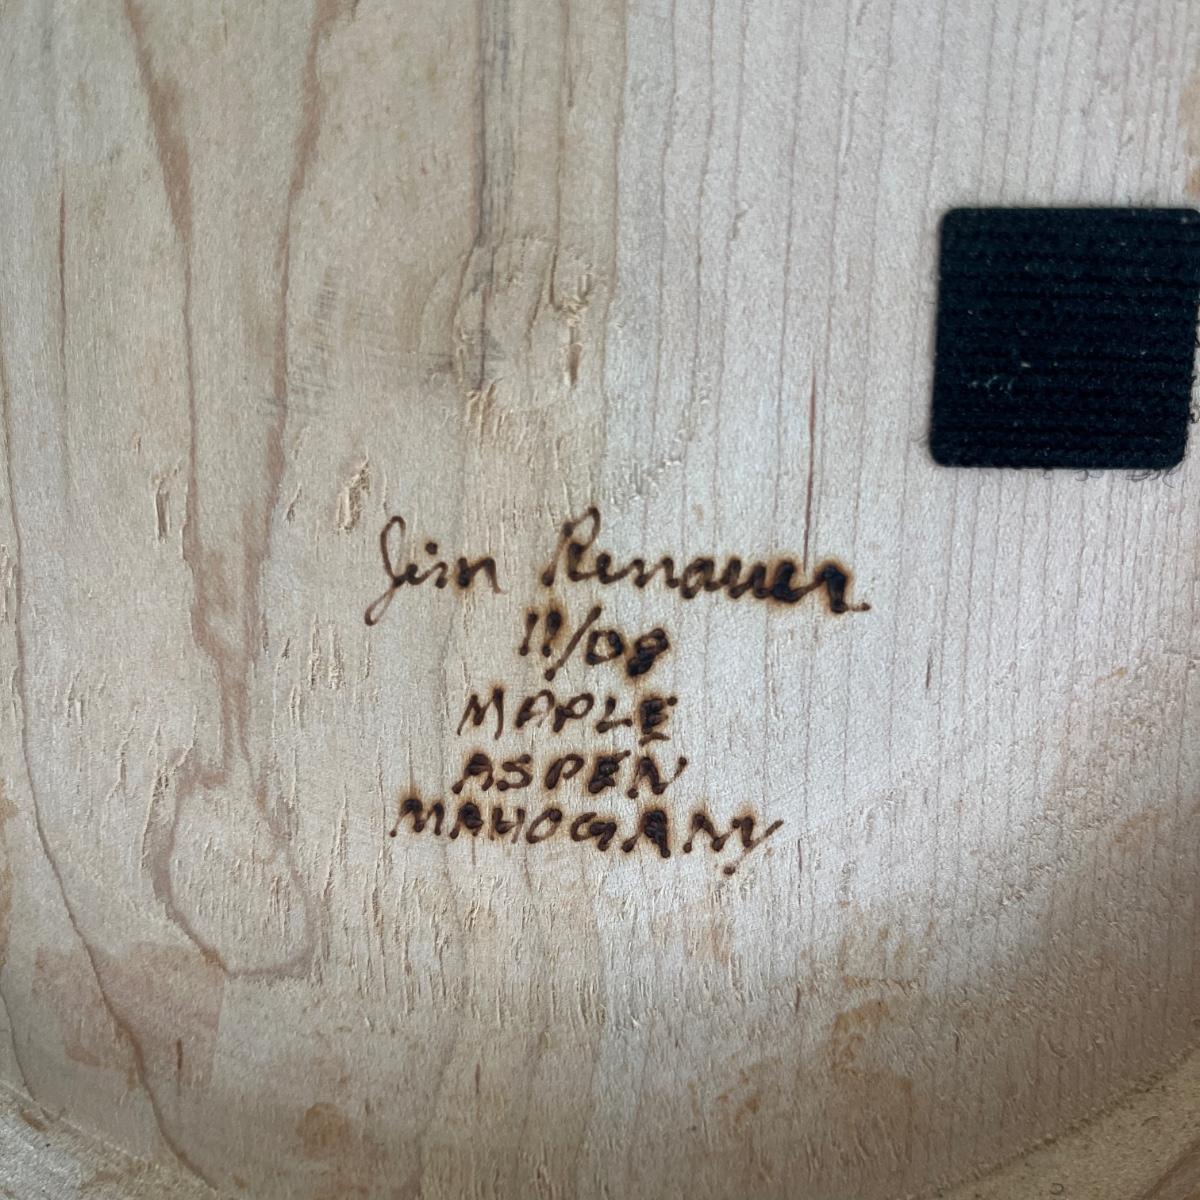 Jim Renauer
11/08
MAPLE
ASPEN
MAHOGANY